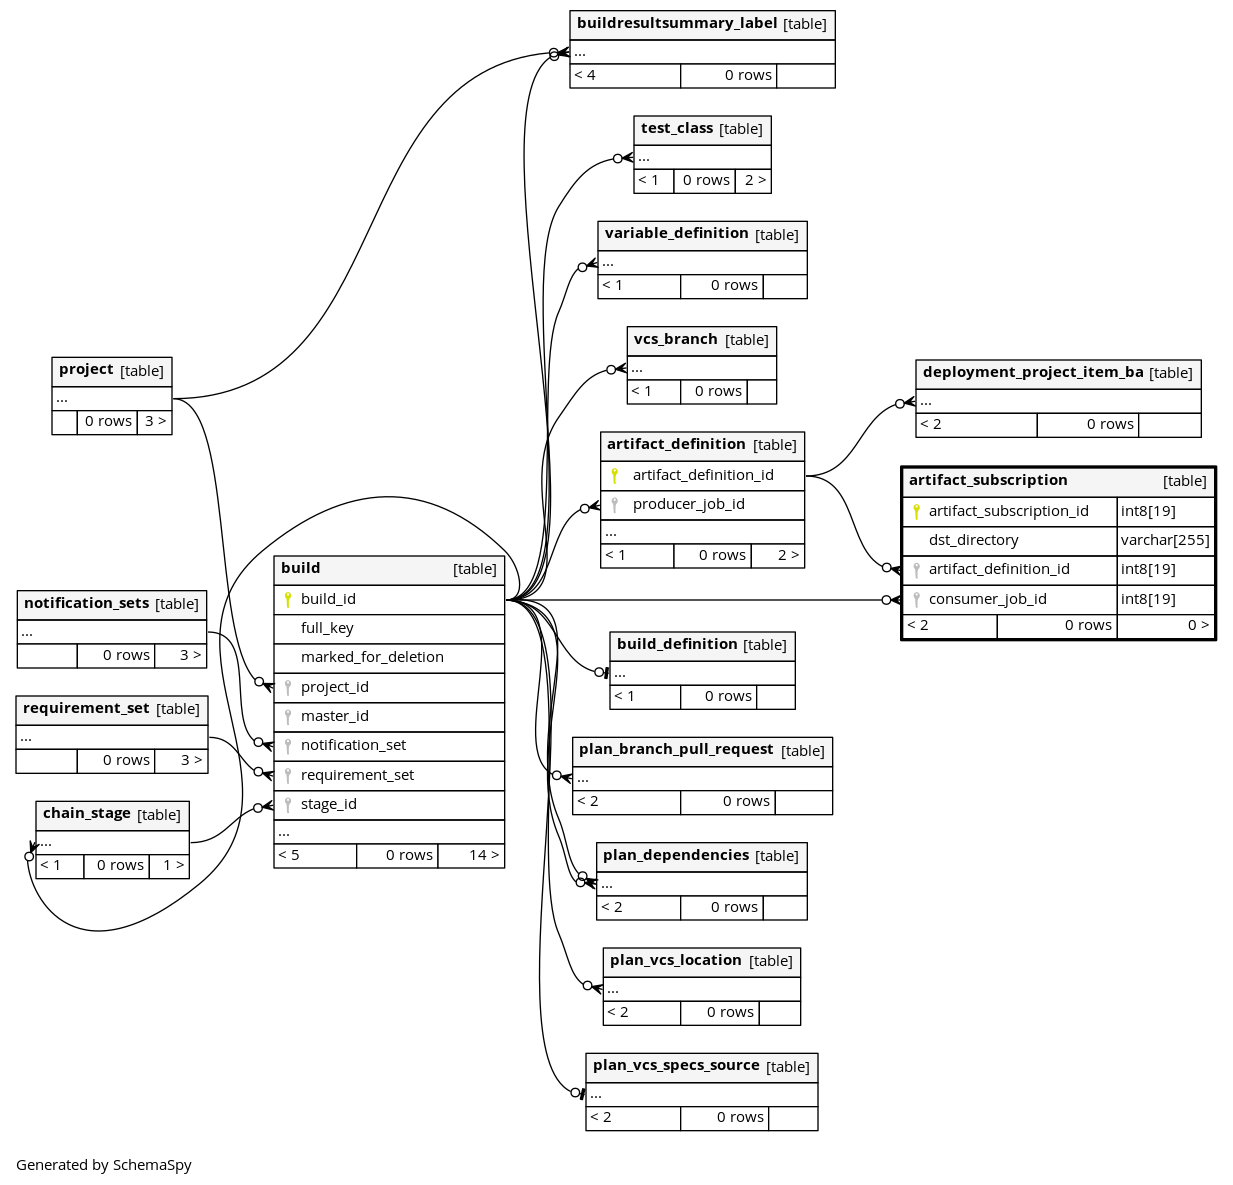 buildresultsummary_label [table]
...
< 4 0 rows
test_class [table]
...
< 1 0 rows 2 >
variable_definition [table]
...
< 1 0 rows
vcs_branch [table]
...
< 1 0 rows
project [table]
...
0 rows 3 >
deployment_project_item_ba [table]
...
< 2 0 rows
artifact_definition [table]
artifact_definition_id
producer_job_id
...
< 1 0 rows 2 >
artifact_subscription [table]
artifact_subscription_id int8[19]
dst_directory varchar[255]
artifact_definition_id int8[19]
consumer_job_id int8[19]
< 2 0 rows 0 >
build [table]
build_id
full_key
marked_for_deletion
project_id
master_id
notification_set
requirement_set
stage_id
...
< 5 0 rows 14 >
notification_sets [table]
...
0 rows 3 >
requirement_set [table]
...
0 rows 3 >
chain_stage [table]
...
< 1 0 rows 1 >
build_definition [table]
...
< 1 0 rows
plan_branch_pull_request [table]
...
< 2 0 rows
plan_dependencies [table]
...
< 2 0 rows
plan_vcs_location [table]
...
< 2 0 rows
plan_vcs_specs_source [table]
...
< 2 0 rows
Generated by SchemaSpy